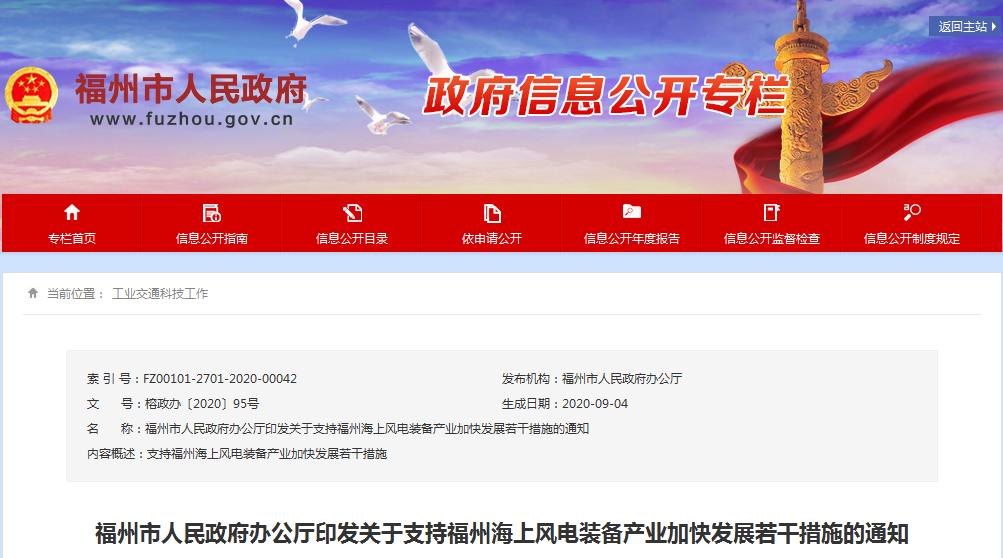 返回主站
福州市人民政府
www.fuzhou.gov.cn
政府信息公开专栏
专栏首页 信息公开指南 信息公开目录 依申请公开 信息公开年度报告 信息公开监督检查 信息公开制度规定
当前位置： 工业交通科技工作
索 引 号：FZ00101-2701-2020-00042 发布机构：福州市人民政府办公厅
文 号：榕政办〔2020〕95号 生成日期：2020-09-04
名 称：福州市人民政府办公厅印发关于支持福州海上风电装备产业加快发展若干措施的通知
内容概述：支持福州海上风电装备产业加快发展若干措施
福州市人民政府办公厅印发关于支持福州海上风电装备产业加快发展若干措施的通知